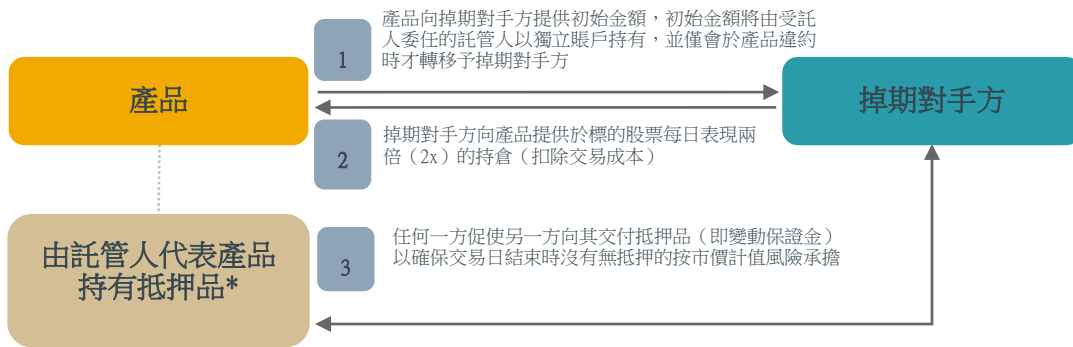 產品向掉期對手方提供初始金額，初始金額將由受託
人委任的託管人以獨立賬戶持有，並僅會於產品違約
時才轉移予掉期對手方
1
產品
掉期對手方
2
掉期對手方向產品提供於標的股票每日表現兩
倍（2x）的持倉（扣除交易成本）
由託管人代表產品
持有抵押品*
3
任何一方促使另一方向其交付抵押品（即變動保證金）
以確保交易日結束時沒有無抵押的按市價計值風險承擔